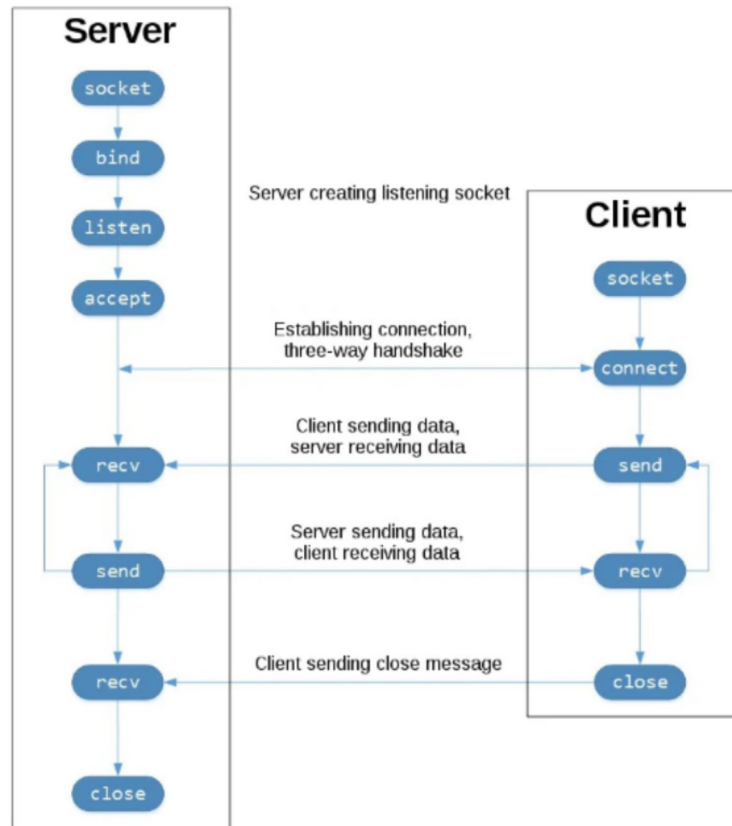 Server
socket
bind
listen
accept
Server creating listening socket
Client
socket
Establishing connection,
three-way handshake
connect
Client sending data,
server receiving data
recv
send
Server sending data,
client receiving data
send
recv
Client sending close message
recv
close
close